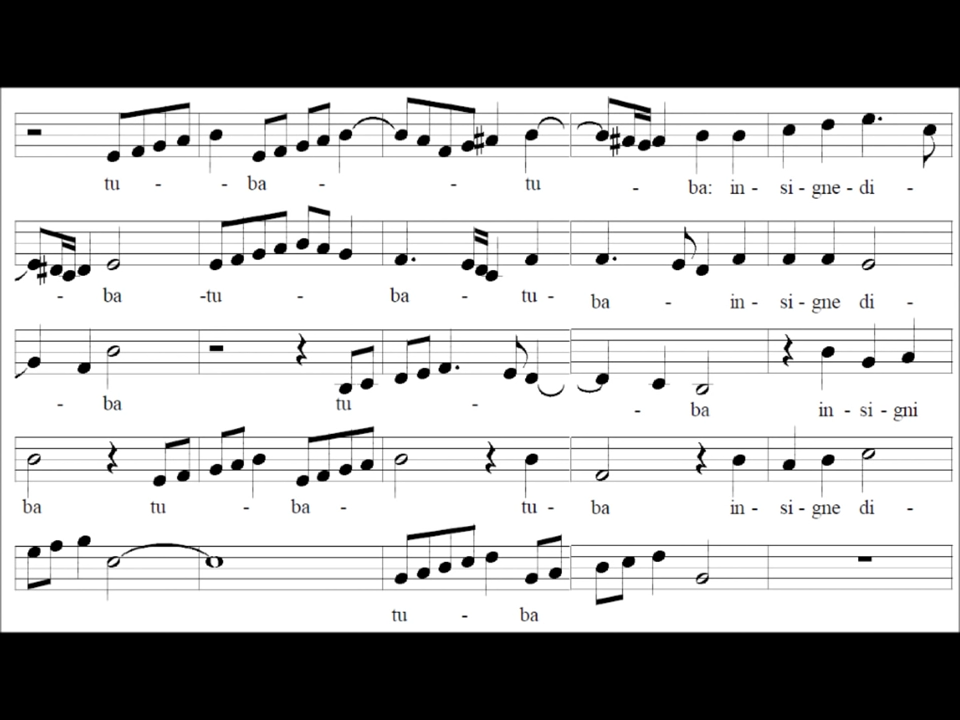 tu - - ba - - tu - ba: in - si - gne - di -
- ba -tu - ba - tu - ba - in - si - gne di -
- ba tu - - ba in - si - gni
ba tu - ba - tu - ba in - si - gne di -
tu - ba